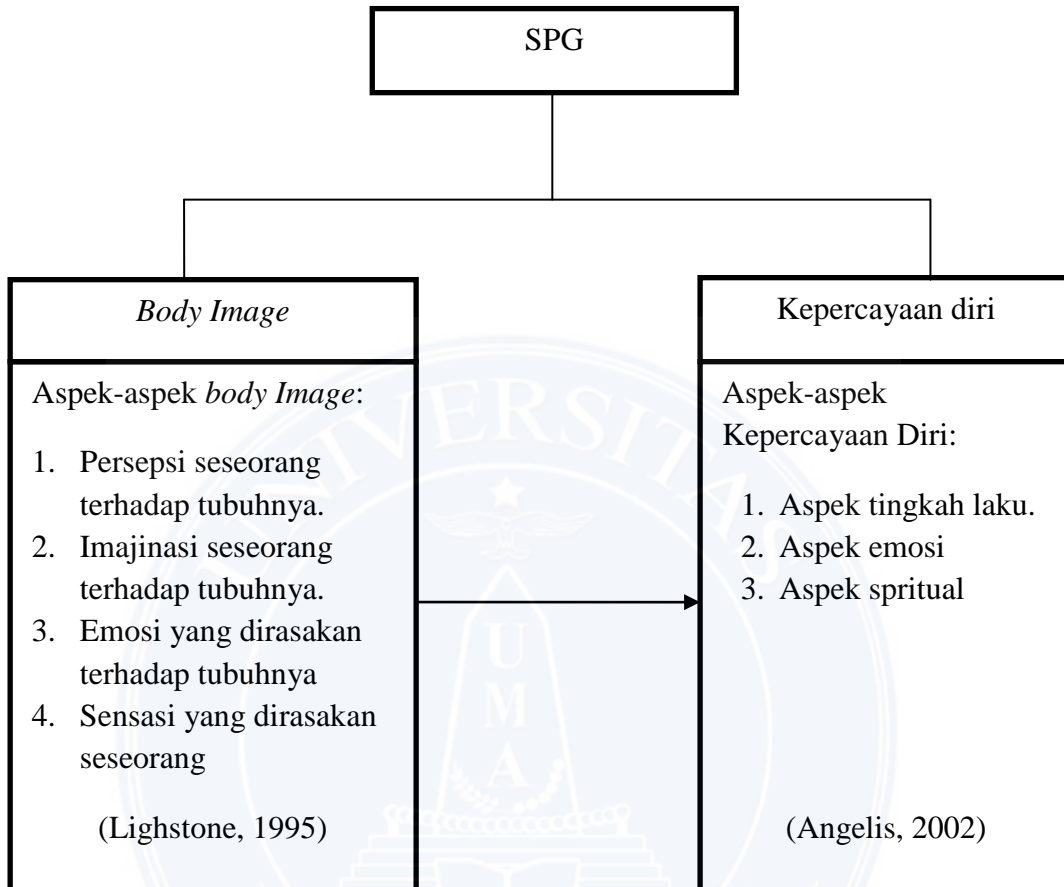 SPG
Body Image
Aspek-aspek body Image:
1. Persepsi seseorang
terhadap tubuhnya.
2. Imajinasi seseorang
terhadap tubuhnya.
3. Emosi yang dirasakan
terhadap tubuhnya
4. Sensasi yang dirasakan
seseorang
(Lighstone, 1995)
Kepercayaan diri
Aspek-aspek
Kepercayaan Diri:
1. Aspek tingkah laku.
2. Aspek emosi
3. Aspek spritual
(Angelis, 2002)
UNIVERSITAS
U
M
A